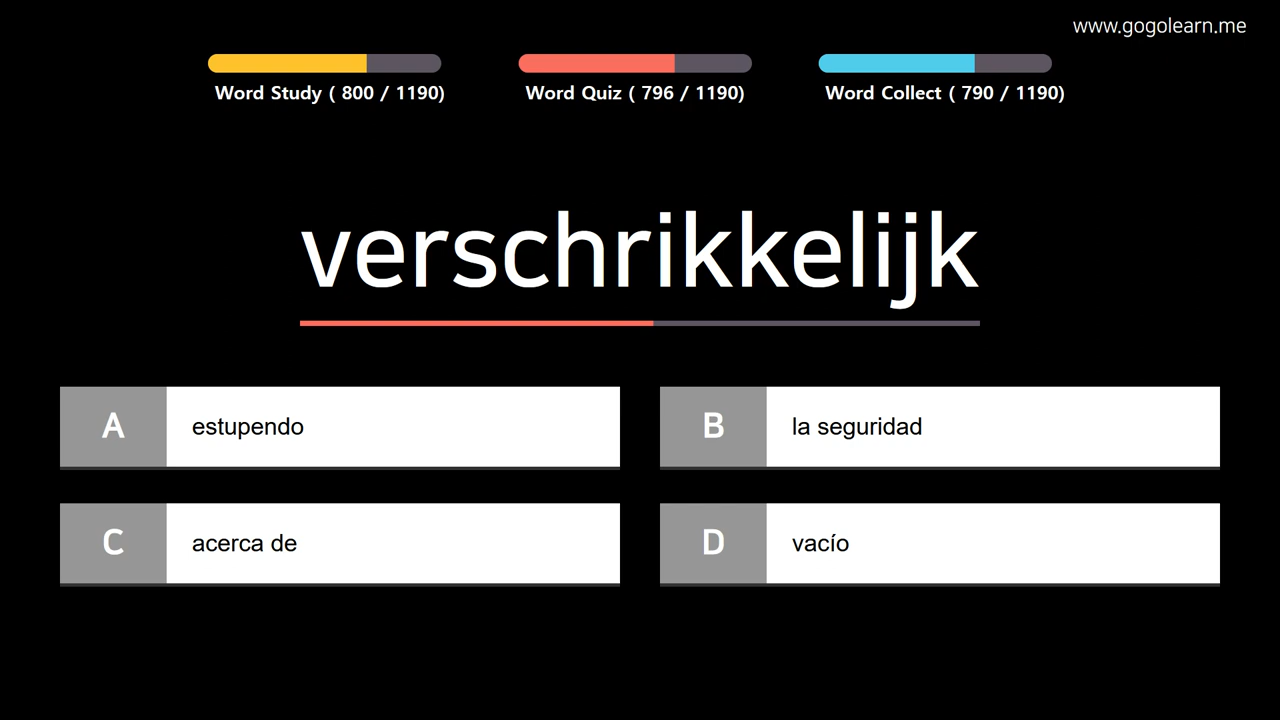 www.gogolearn.me
Word Study ( 800 / 1190)
Word Quiz ( 796 / 1190)
Word Collect ( 790 / 1190)
verschrikkelijk
A estupendo
B la seguridad
C acerca de
D vacío